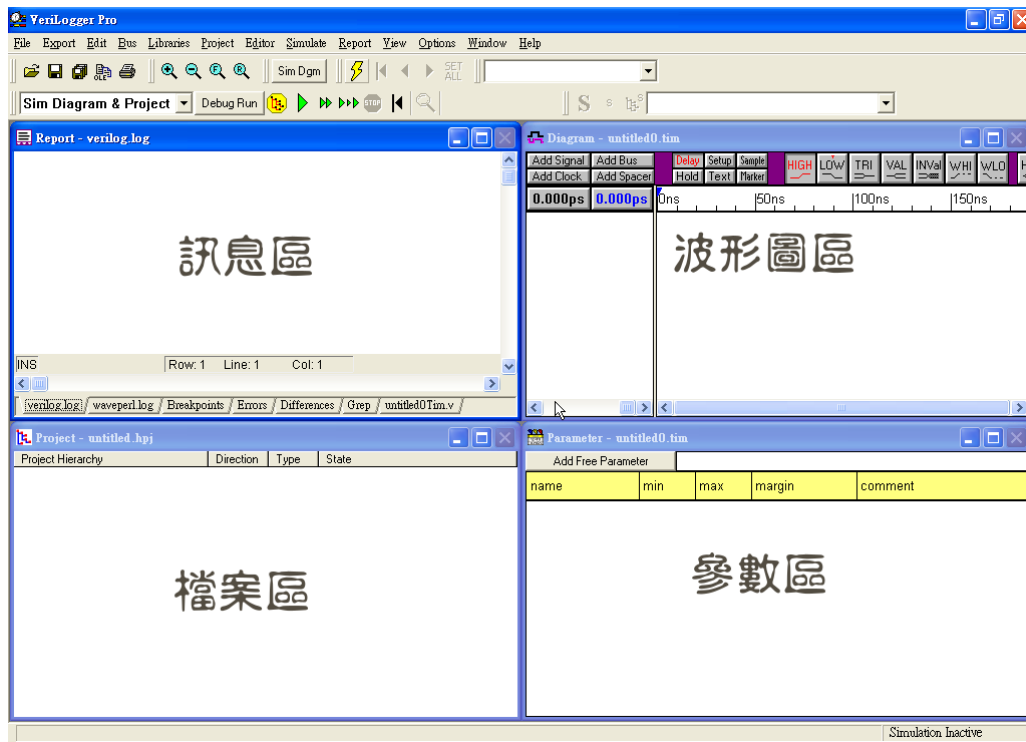 VeriLogger Pro
File Export Edit Bus Libraries Project Editor Simulate Report View Options Window Help
OLE Sim Dgm SET ALL
Sim Diagram & Project Debug Run STOP S s
Report - verilog.log
訊息區
INS Row: 1 Line: 1 Col: 1
verilog.log waveperl.log Breakpoints Errors Differences Grep untitled0Tim.v
Diagram - untitled0.tim
Add Signal Add Bus Delay Setup Sample HIGH LOW TRI VAL INVal WHI WLO H
Add Clock Add Spacer Hold Text Marker
0.000ps 0.000ps 0ns 50ns 100ns 150ns
波形圖區
Project - untitled.hpj
Project Hierarchy Direction Type State
檔案區
Parameter - untitled0.tim
Add Free Parameter
name min max margin comment
參數區
Simulation Inactive